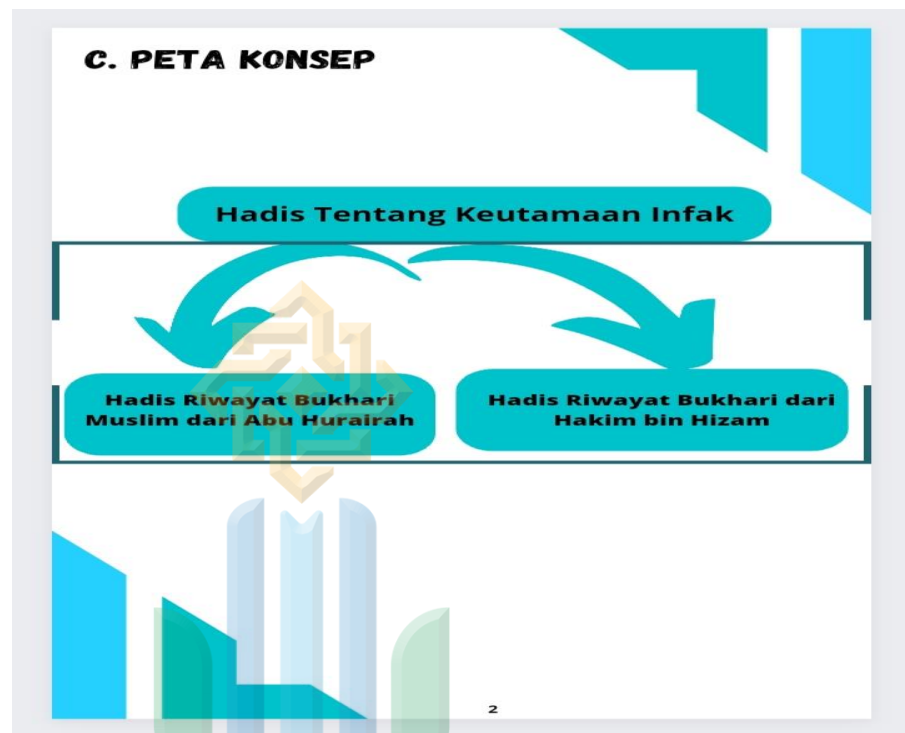 C. PETA KONSEP
Hadis Tentang Keutamaan Infak
Hadis Riwayat Bukhari
Muslim dari Abu Hurairah
Hadis Riwayat Bukhari dari
Hakim bin Hizam
2